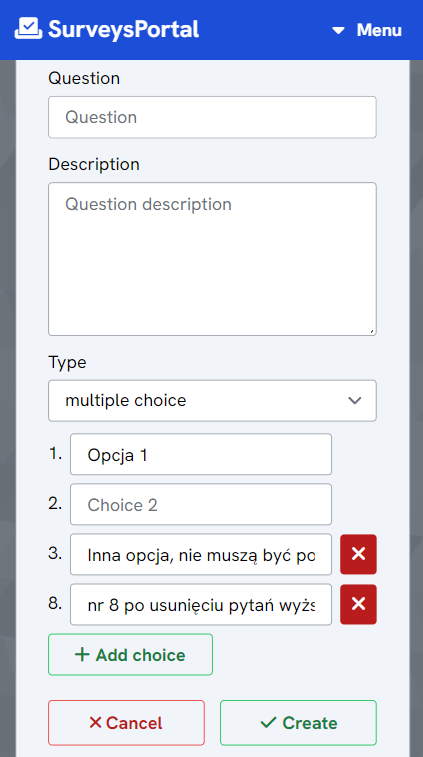 SurveysPortal
Menu
Question
Question
Description
Question description
Type
multiple choice
1. Opcja 1
2. Choice 2
3. Inna opcja, nie muszą być po
8. nr 8 po usunięciu pytań wyżs
Add choice
Cancel
Create